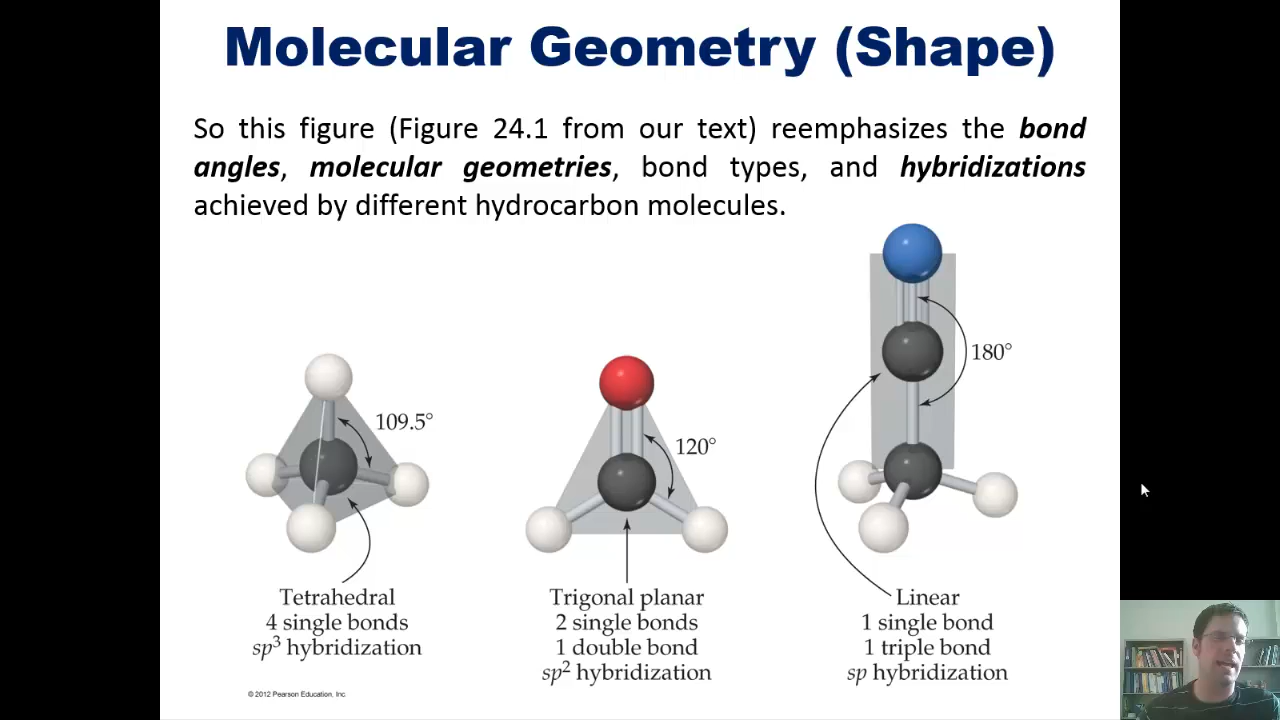 Molecular Geometry (Shape)
So this figure (Figure 24.1 from our text) reemphasizes the bond
angles, molecular geometries, bond types, and hybridizations
achieved by different hydrocarbon molecules.
109.5°
Tetrahedral
4 single bonds
sp³ hybridization
120°
Trigonal planar
2 single bonds
1 double bond
sp² hybridization
180°
Linear
1 single bond
1 triple bond
sp hybridization
© 2012 Pearson Education, Inc.